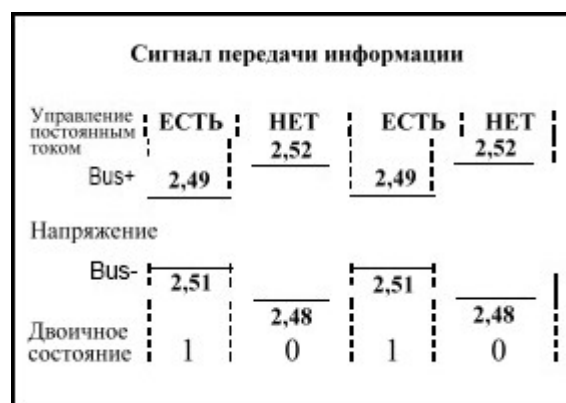 Сигнал передачи информации
Управление постоянным током
ЕСТЬ НЕТ ЕСТЬ НЕТ
2,52 2,52
Bus+ 2,49 2,49
Напряжение
Bus- 2,51 2,51
2,48 2,48
Двоичное состояние
1 0 1 0